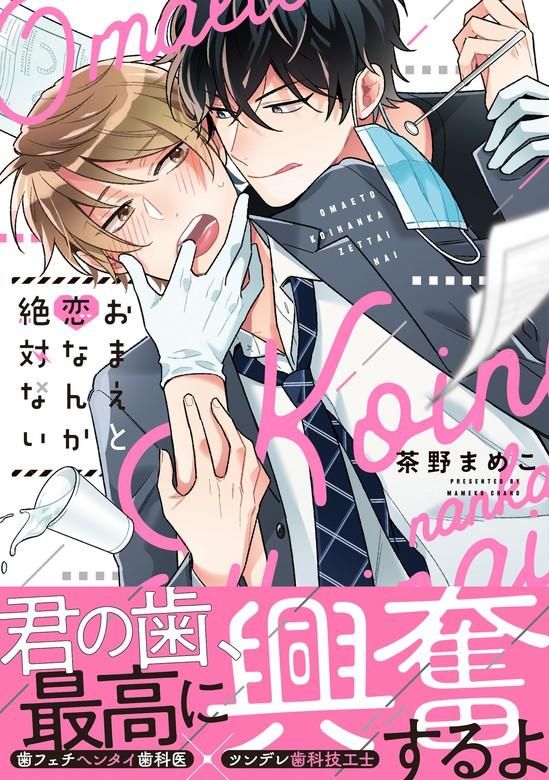 Omaeto
OMAETO
KOINANKA
ZETTAI
NAI
おまえと
恋なんか
絶対ない
Koin
nanka
茶野まめこ
PRESENTED BY
MAMEKO CHANO
君の歯、
最高に
興奮
するよ
歯フェチヘンタイ歯科医
×
ツンデレ歯科技工士